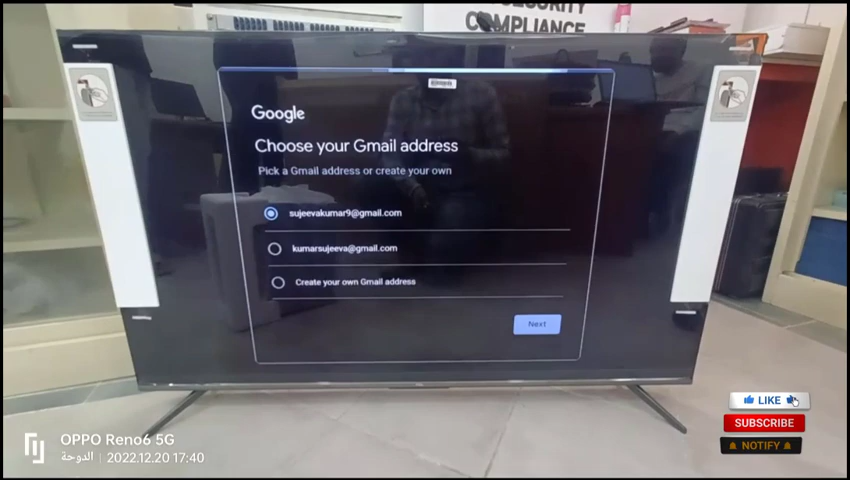 SECURITY
COMPLIANCE
Google
Choose your Gmail address
Pick a Gmail address or create your own
sujeevakumar9@gmail.com
kumarsujeeva@gmail.com
Create your own Gmail address
Next
LIKE
SUBSCRIBE
NOTIFY
OPPO Reno6 5G
الدوحة | 2022.12.20 17:40